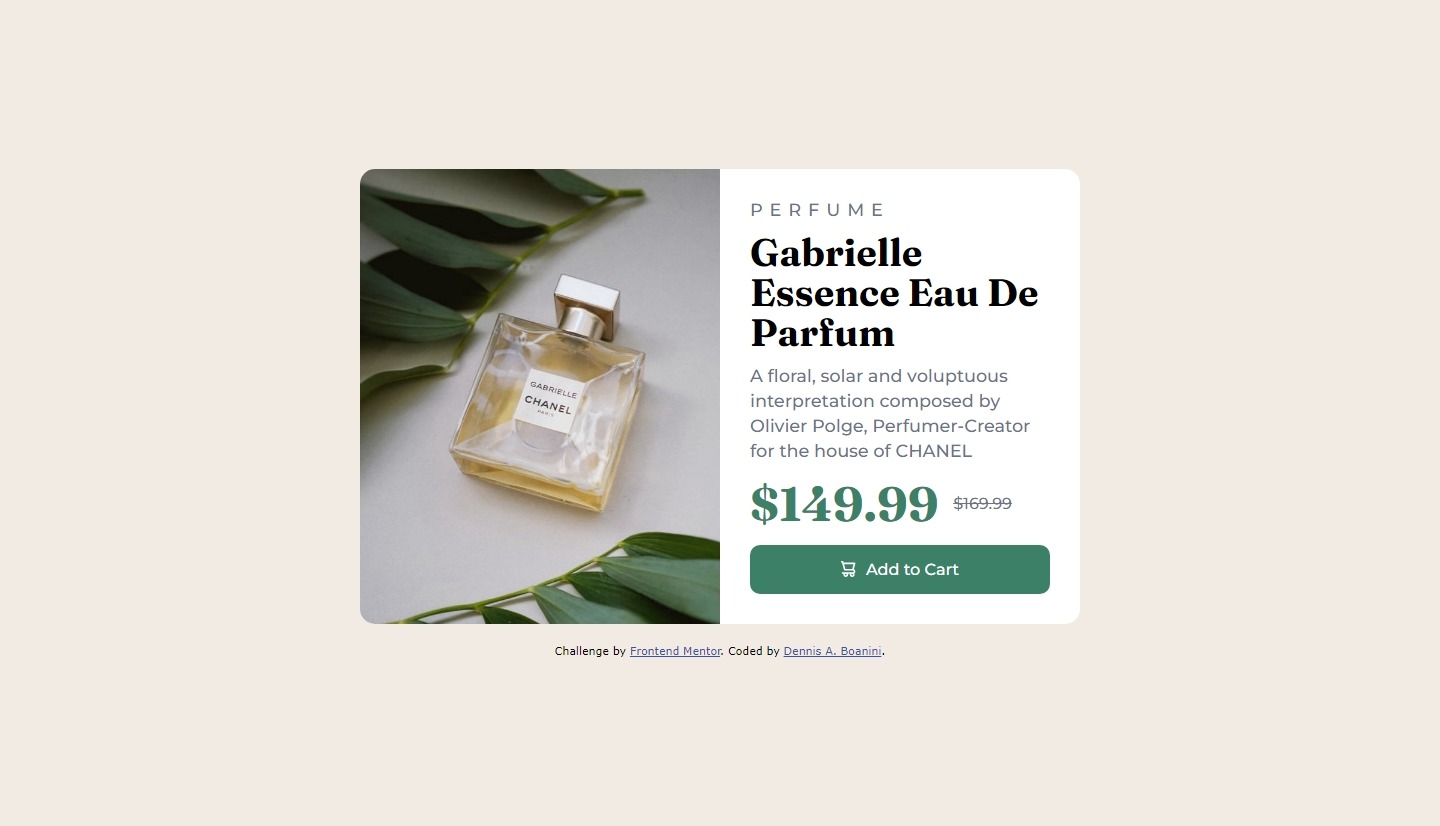 PERFUME
Gabrielle
Essence Eau De
Parfum
A floral, solar and voluptuous
interpretation composed by
Olivier Polge, Perfumer-Creator
for the house of CHANEL
$149.99 $169.99
Add to Cart
GABRIELLE
CHANEL
PARIS
Challenge by Frontend Mentor. Coded by Dennis A. Boanini.